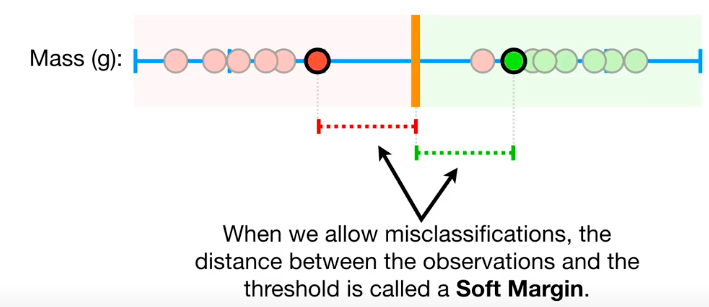 Mass (g):
When we allow misclassifications, the
distance between the observations and the
threshold is called a Soft Margin.